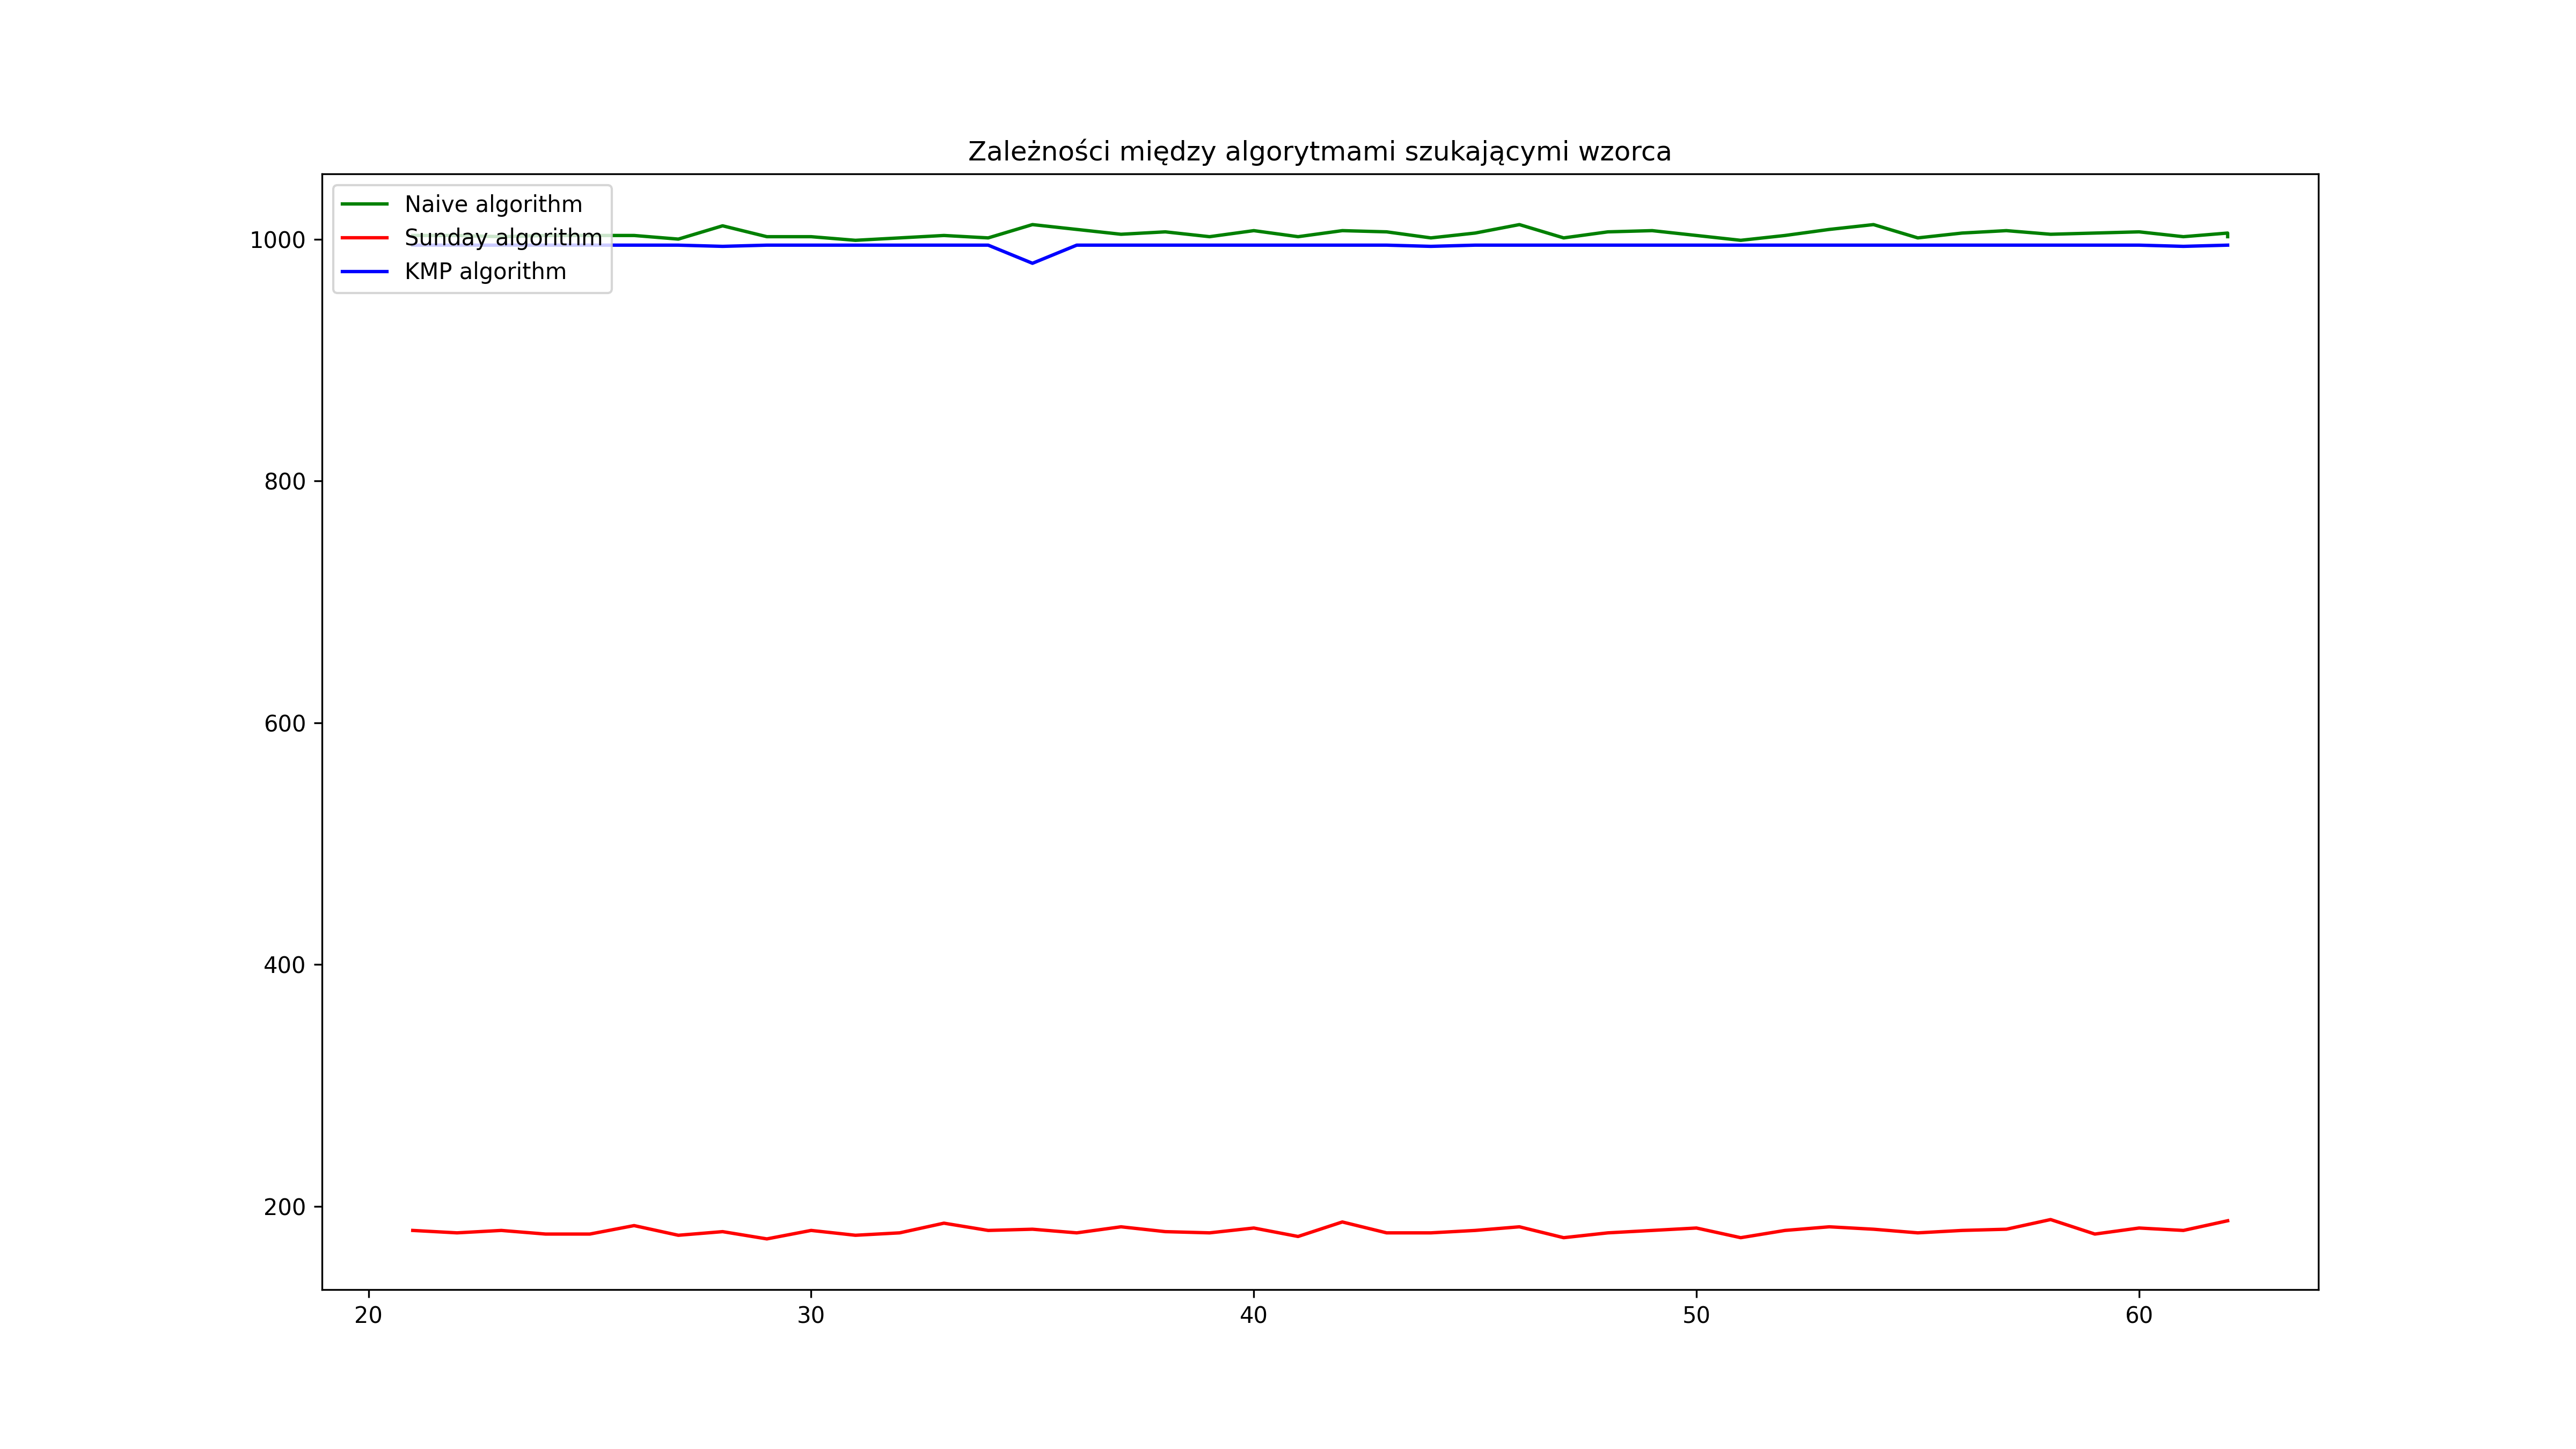 Zależności między algorytmami szukającymi wzorca
Naive algorithm
Sunday algorithm
KMP algorithm
1000
800
600
400
200
20
30
40
50
60